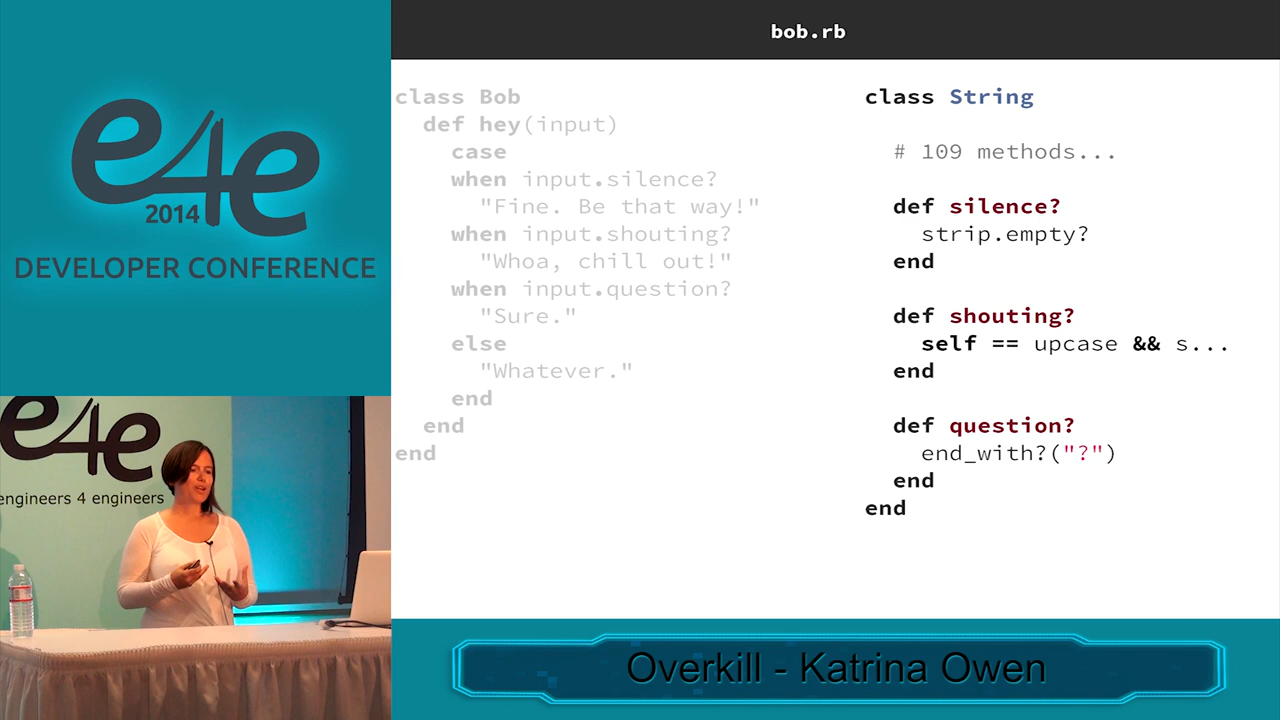 e4e
2014
DEVELOPER CONFERENCE
e4e
engineers 4 engineers
bob.rb
class Bob
  def hey(input)
    case
    when input.silence?
      "Fine. Be that way!"
    when input.shouting?
      "Whoa, chill out!"
    when input.question?
      "Sure."
    else
      "Whatever."
    end
  end
end
class String
  # 109 methods...
  def silence?
    strip.empty?
  end
  def shouting?
    self == upcase && s...
  end
  def question?
    end_with?("?")
  end
end
Overkill - Katrina Owen